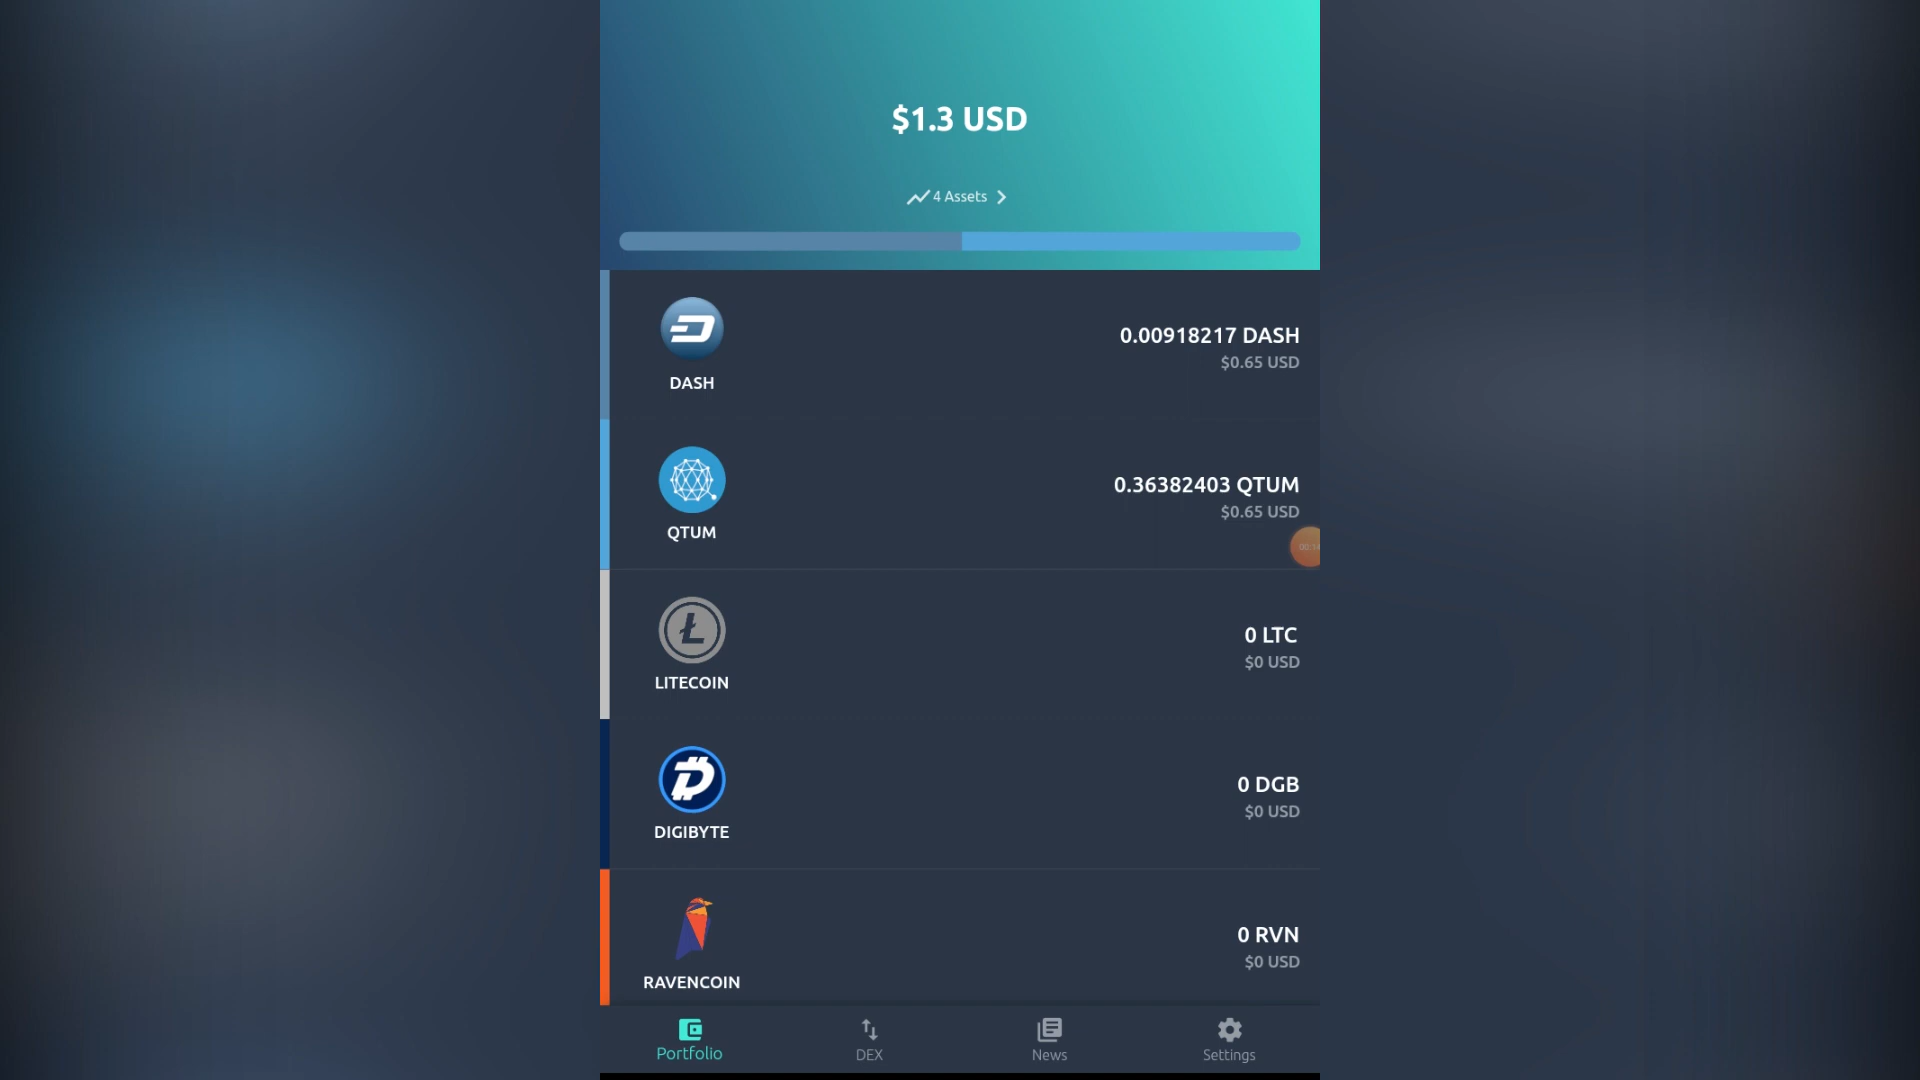 $1.3 USD
4 Assets
0.00918217 DASH
$0.65 USD
DASH
0.36382403 QTUM
$0.65 USD
QTUM
0 LTC
$0 USD
LITECOIN
0 DGB
$0 USD
DIGIBYTE
0 RVN
$0 USD
RAVENCOIN
Portfolio
DEX
News
Settings